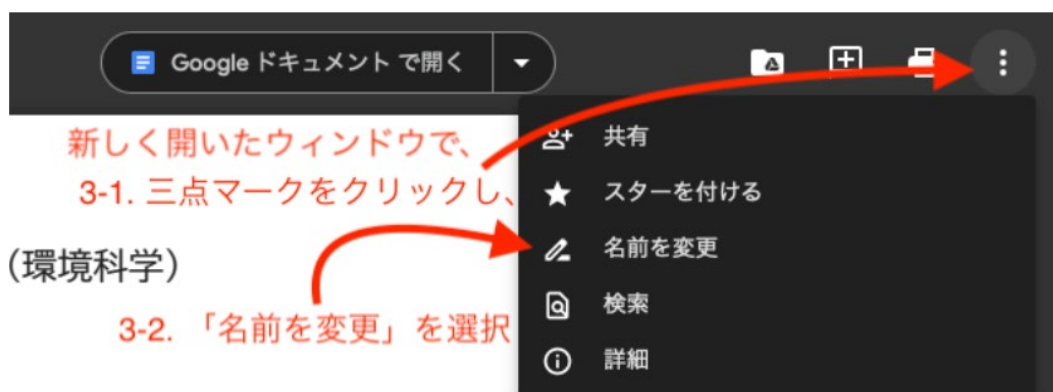 Google ドキュメント で開く
新しく開いたウィンドウで、
3-1. 三点マークをクリックし、
共有
スターを付ける
(環境科学)
名前を変更
3-2. 「名前を変更」を選択
検索
詳細